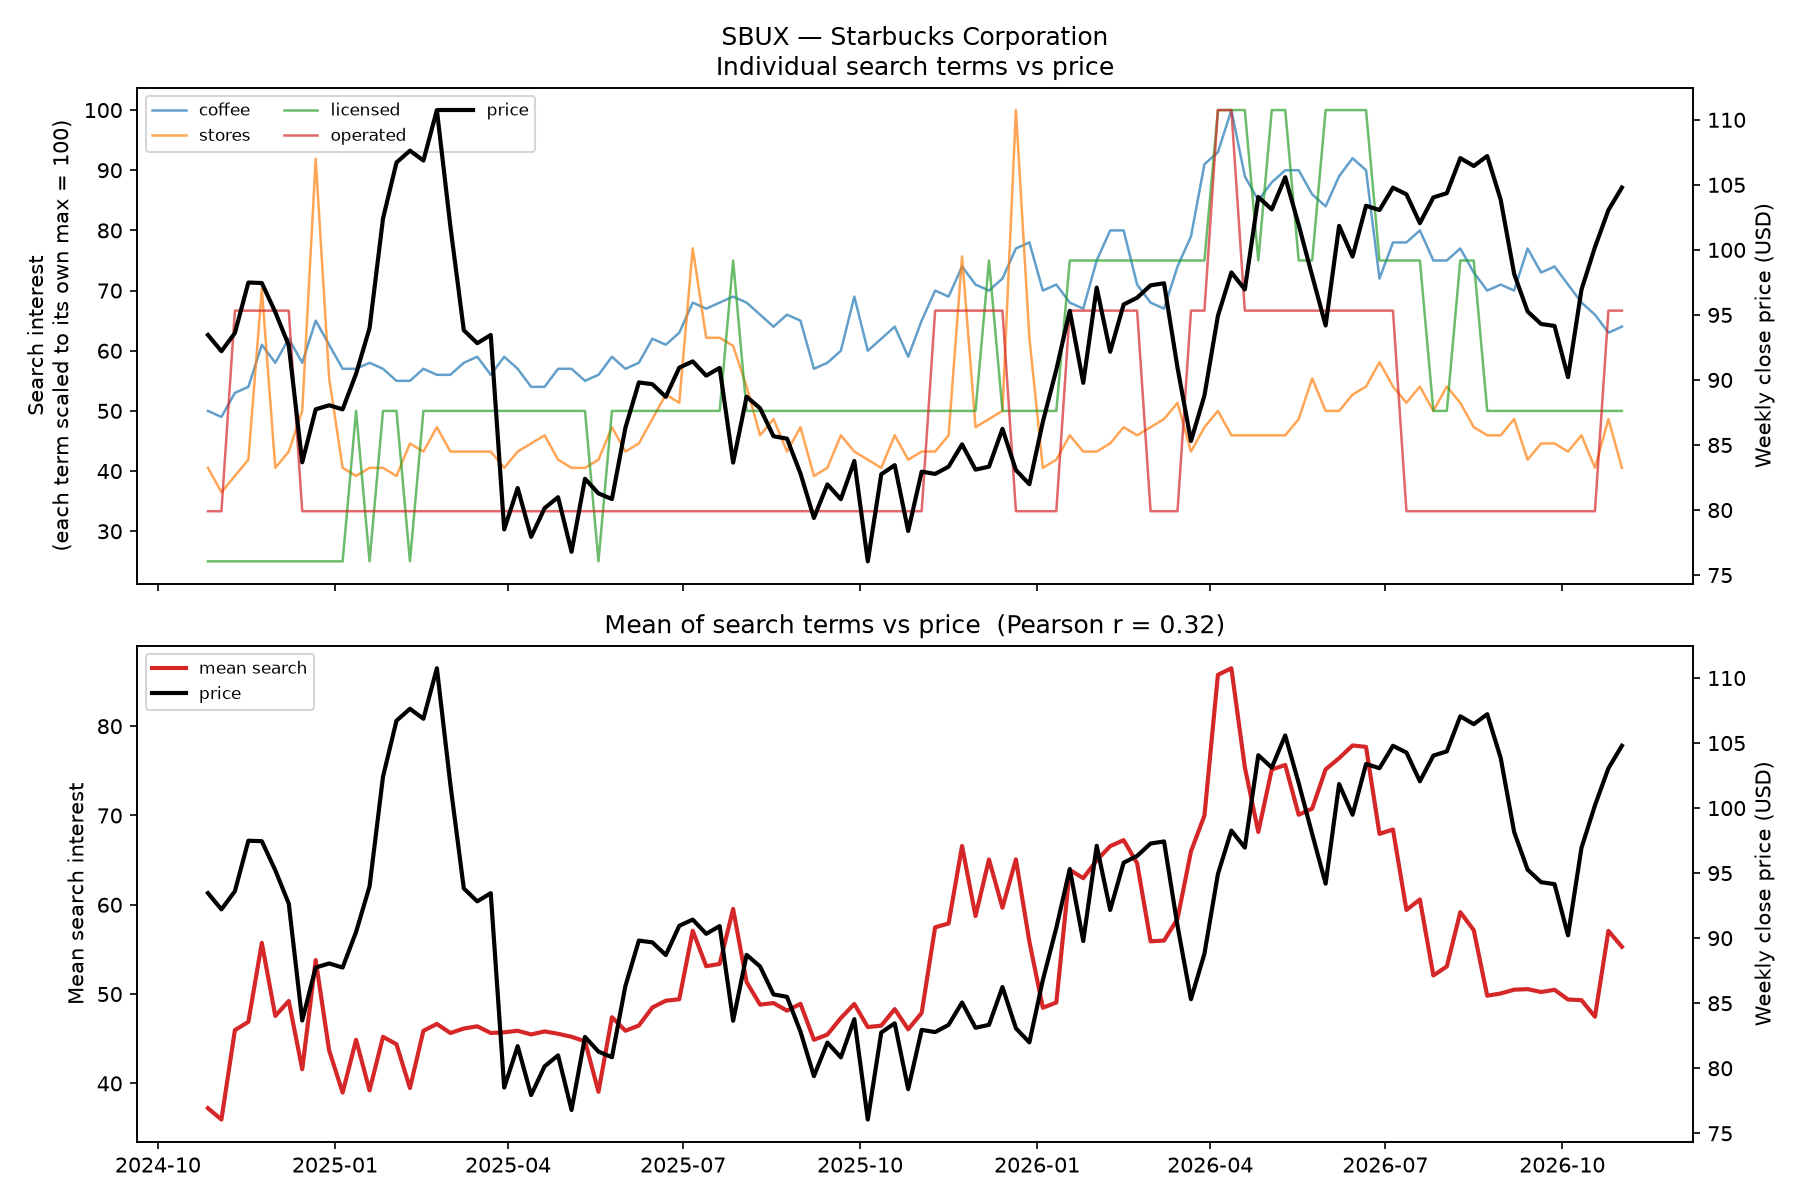 SBUX — Starbucks Corporation
Individual search terms vs price
coffee
stores
licensed
operated
price
100
90
80
70
60
50
40
30
Search interest
(each term scaled to its own max = 100)
110
105
100
95
90
85
80
75
Weekly close price (USD)
Mean of search terms vs price (Pearson r = 0.32)
mean search
price
80
70
60
50
40
Mean search interest
110
105
100
95
90
85
80
75
Weekly close price (USD)
2024-10
2025-01
2025-04
2025-07
2025-10
2026-01
2026-04
2026-07
2026-10